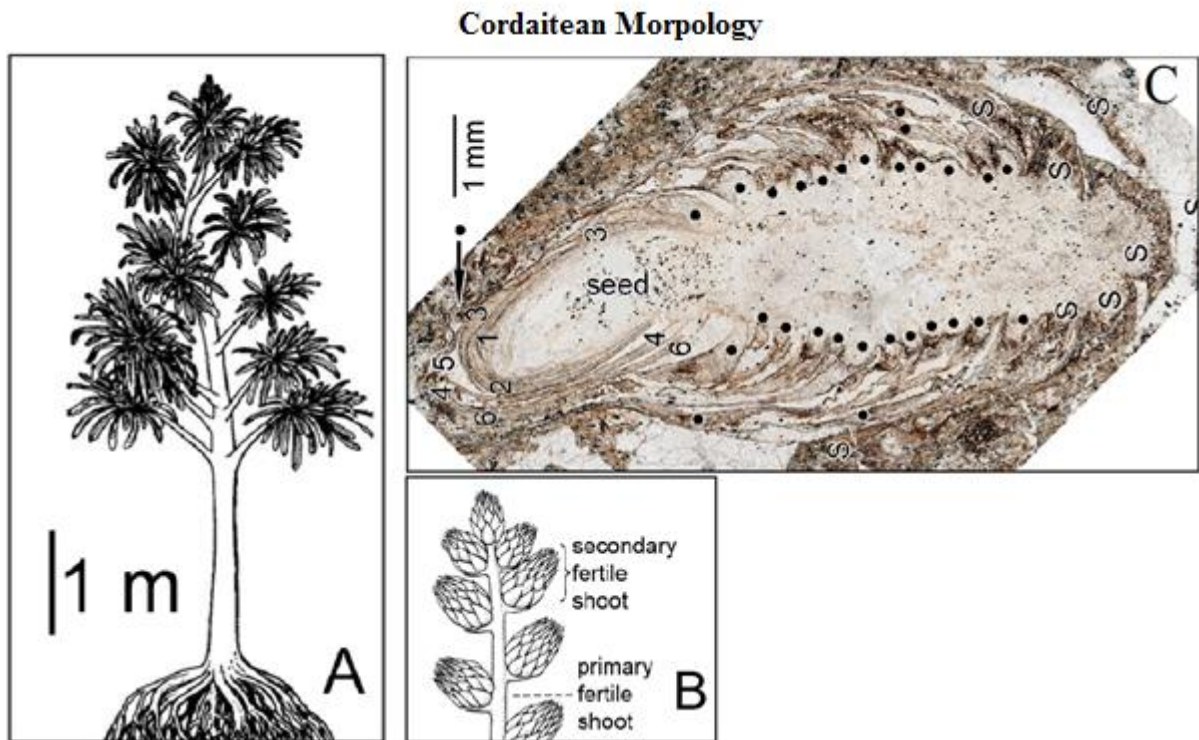 Cordaitean Morpology
1 m
A
C
1 mm
S
S
S
S
S
S
S
S
3
seed
3
1
4
6
5
4
2
6
secondary
fertile
shoot
primary
fertile
shoot
B